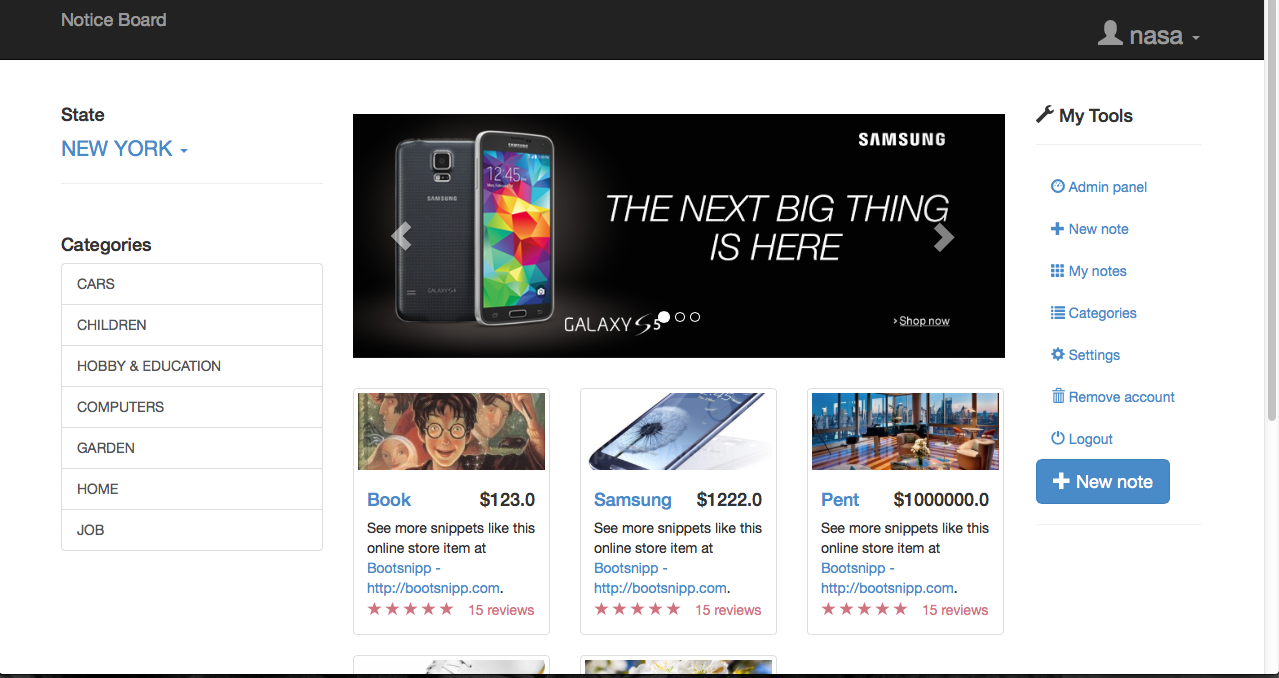 Notice Board
nasa
State
NEW YORK
Categories
CARS
CHILDREN
HOBBY & EDUCATION
COMPUTERS
GARDEN
HOME
JOB
SAMSUNG
12:45
SAMSUNG
THE NEXT BIG THING
IS HERE
GALAXY S5
Shop now
Book $123.0
See more snippets like this
online store item at
Bootsnipp -
http://bootsnipp.com.
15 reviews
Samsung $1222.0
See more snippets like this
online store item at
Bootsnipp -
http://bootsnipp.com.
15 reviews
Pent $1000000.0
See more snippets like this
online store item at
Bootsnipp -
http://bootsnipp.com.
15 reviews
My Tools
Admin panel
New note
My notes
Categories
Settings
Remove account
Logout
New note